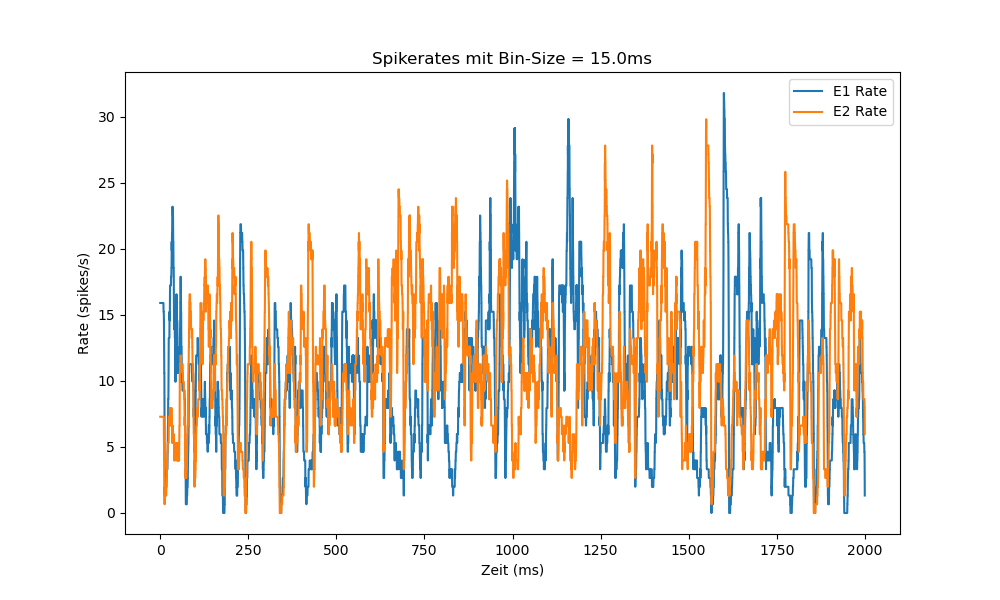 Spikerates mit Bin-Size = 15.0ms
E1 Rate
E2 Rate
Rate (spikes/s)
30
25
20
15
10
5
0
0 250 500 750 1000 1250 1500 1750 2000
Zeit (ms)